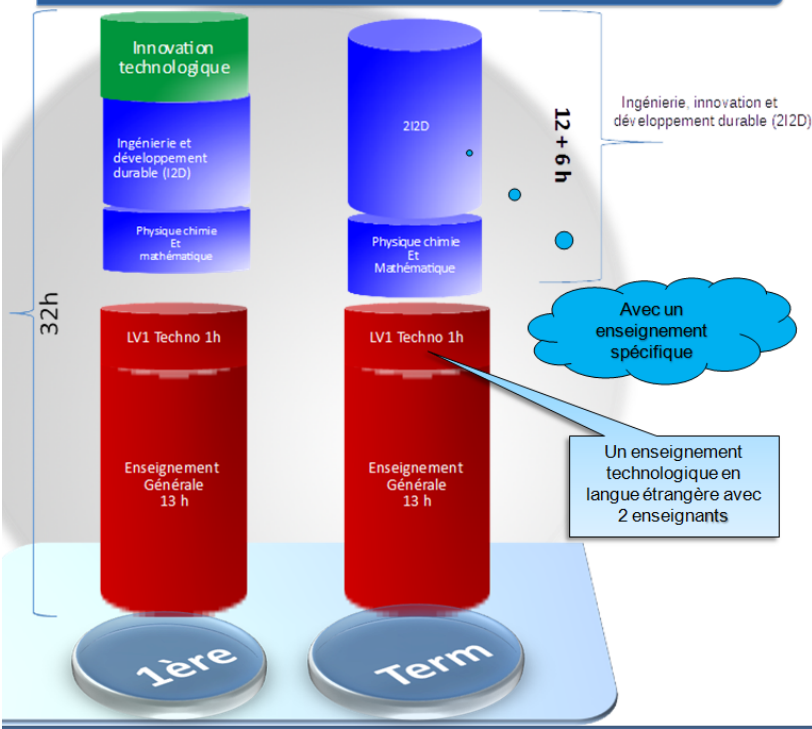 Innovation
technologique
Ingénierie et
développement
durable (I2D)
Physique chimie
Et
mathématique
32h
LV1 Techno 1h
Enseignement
Générale
13 h
1ère
2I2D
Physique chimie
Et
Mathématique
LV1 Techno 1h
Enseignement
Générale
13 h
Term
12 + 6 h
Ingénierie, innovation et
développement durable (2I2D)
Avec un
enseignement
spécifique
Un enseignement
technologique en
langue étrangère avec
2 enseignants